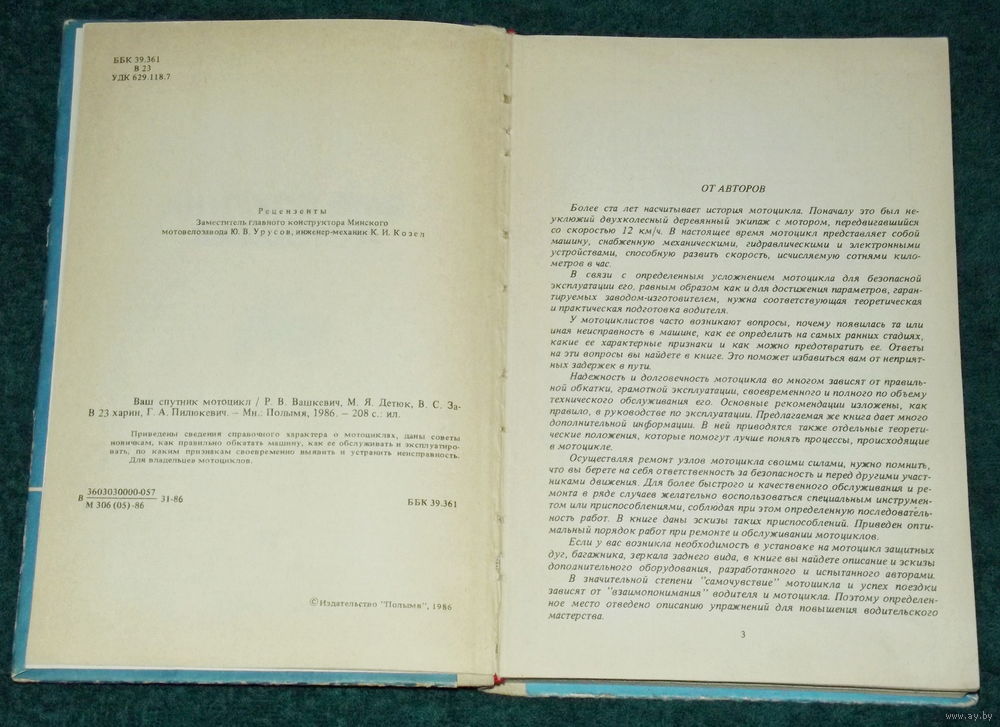 ББК 39.361
В 23
УДК 629.118.7
Рецензенты
Заместитель главного конструктора Минского
мотовелозавода Ю. В. Урусов, инженер-механик К. И. Козел
Ваш спутник мотоцикл / Р. В. Вашкевич, М. Я. Детюк, В. С. За-
В 23 харин, Г. А. Пилюкевич. — Мн.: Полымя, 1986. — 208 с.: ил.
Приведены сведения справочного характера о мотоциклах, даны советы
новичкам, как правильно обкатать машину, как ее обслуживать и эксплуатиро-
вать, по каким признакам своевременно выявить и устранить неисправность.
Для владельцев мотоциклов.
3603030000-057
В 31-86
М 306 (05)-86
ББК 39.361
© Издательство "Полымя", 1986
ОТ АВТОРОВ
Более ста лет насчитывает история мотоцикла. Поначалу это был не-
уклюжий двухколесный деревянный экипаж с мотором, передвигавшийся
со скоростью 12 км/ч. В настоящее время мотоцикл представляет собой
машину, снабженную механическими, гидравлическими и электронными
устройствами, способную развить скорость, исчисляемую сотнями кило-
метров в час.
В связи с определенным усложнением мотоцикла для безопасной
эксплуатации его, равным образом как и для достижения параметров, гаран-
тируемых заводом-изготовителем, нужна соответствующая теоретическая
и практическая подготовка водителя.
У мотоциклистов часто возникают вопросы, почему появилась та или
иная неисправность в машине, как ее определить на самых ранних стадиях,
какие ее характерные признаки и как можно предотвратить ее. Ответы
на эти вопросы вы найдете в книге. Это поможет избавиться вам от неприят-
ных задержек в пути.
Надежность и долговечность мотоцикла во многом зависят от правиль-
ной обкатки, грамотной эксплуатации, своевременного и полного по объему
технического обслуживания его. Основные рекомендации изложены, как
правило, в руководстве по эксплуатации. Предлагаемая же книга дает много
дополнительной информации. В ней приводятся также отдельные теорети-
ческие положения, которые помогут лучше понять процессы, происходящие
в мотоцикле.
Осуществляя ремонт узлов мотоцикла своими силами, нужно помнить,
что вы берете на себя ответственность за безопасность и перед другими участ-
никами движения. Для более быстрого и качественного обслуживания и ре-
монта в ряде случаев желательно воспользоваться специальным инструмен-
том или приспособлениями, соблюдая при этом определенную последователь-
ность работ. В книге даны эскизы таких приспособлений. Приведен опти-
мальный порядок работ при ремонте и обслуживании мотоциклов.
Если у вас возникла необходимость в установке на мотоцикл защитных
дуг, багажника, зеркала заднего вида, в книге вы найдете описание и эскизы
дополнительного оборудования, разработанного и испытанного авторами.
В значительной степени "самочувствие" мотоцикла и успех поездки
зависят от "взаимопонимания" водителя и мотоцикла. Поэтому определен-
ное место отведено описанию упражнений для повышения водительского
мастерства.
3
www.ay.by